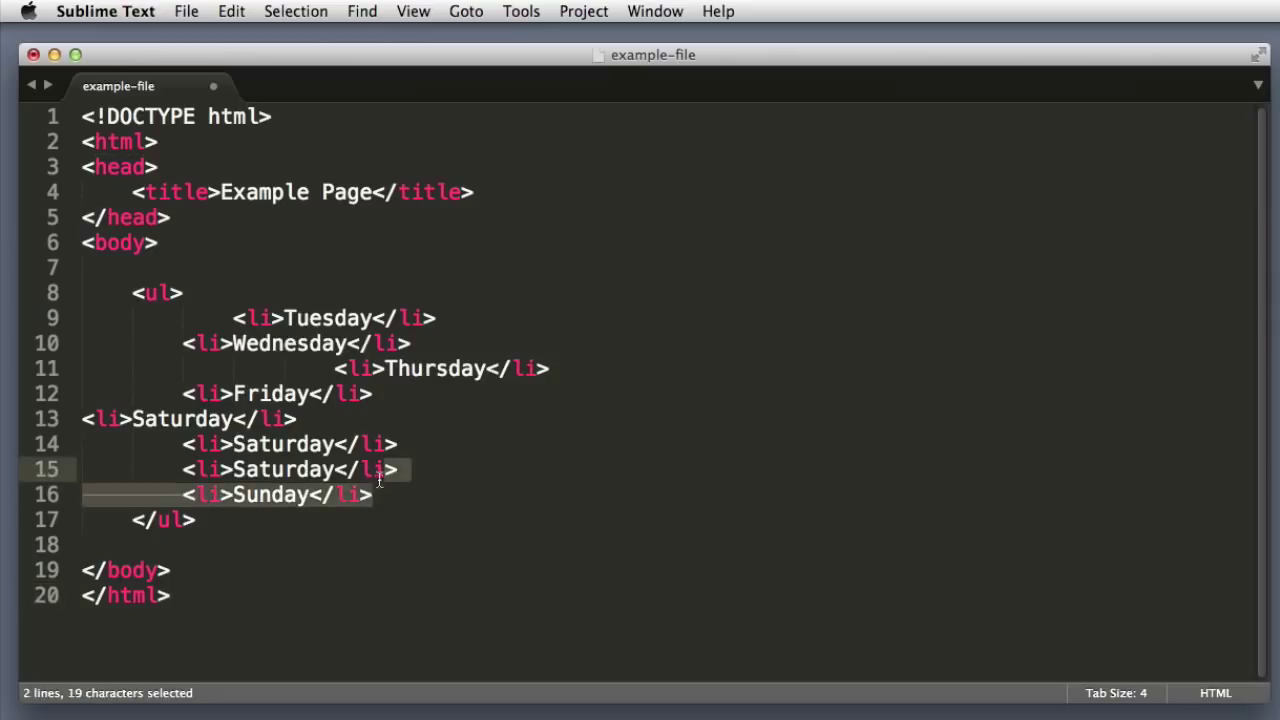 Sublime Text File Edit Selection Find View Goto Tools Project Window Help
example-file
example-file
1 <!DOCTYPE html>
2 <html>
3 <head>
4     <title>Example Page</title>
5 </head>
6 <body>
7
8     <ul>
9             <li>Tuesday</li>
10         <li>Wednesday</li>
11                     <li>Thursday</li>
12         <li>Friday</li>
13 <li>Saturday</li>
14         <li>Saturday</li>
15         <li>Saturday</li>
16         <li>Sunday</li>
17     </ul>
18
19 </body>
20 </html>
2 lines, 19 characters selected Tab Size: 4 HTML